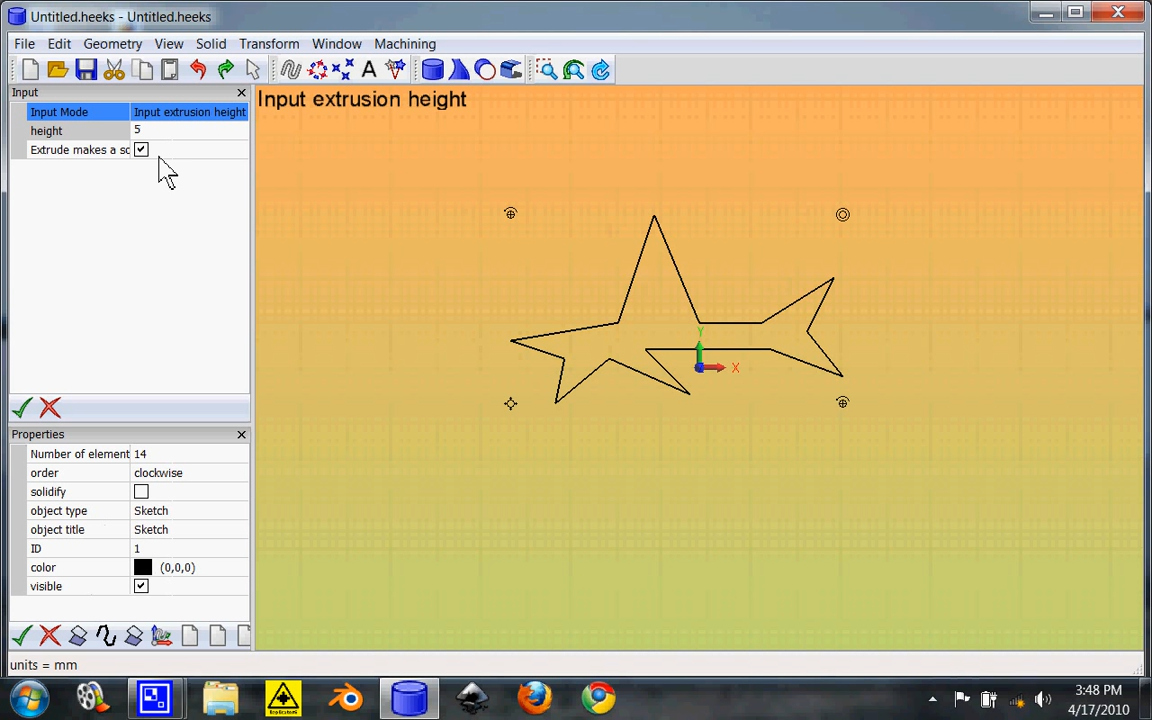 Untitled.heeks - Untitled.heeks
File Edit Geometry View Solid Transform Window Machining
Input
Input extrusion height
Input Mode Input extrusion height
height 5
Extrude makes a so
Y
X
Properties
Number of element 14
order clockwise
solidify
object type Sketch
object title Sketch
ID 1
color (0,0,0)
visible
units = mm
3:48 PM
4/17/2010